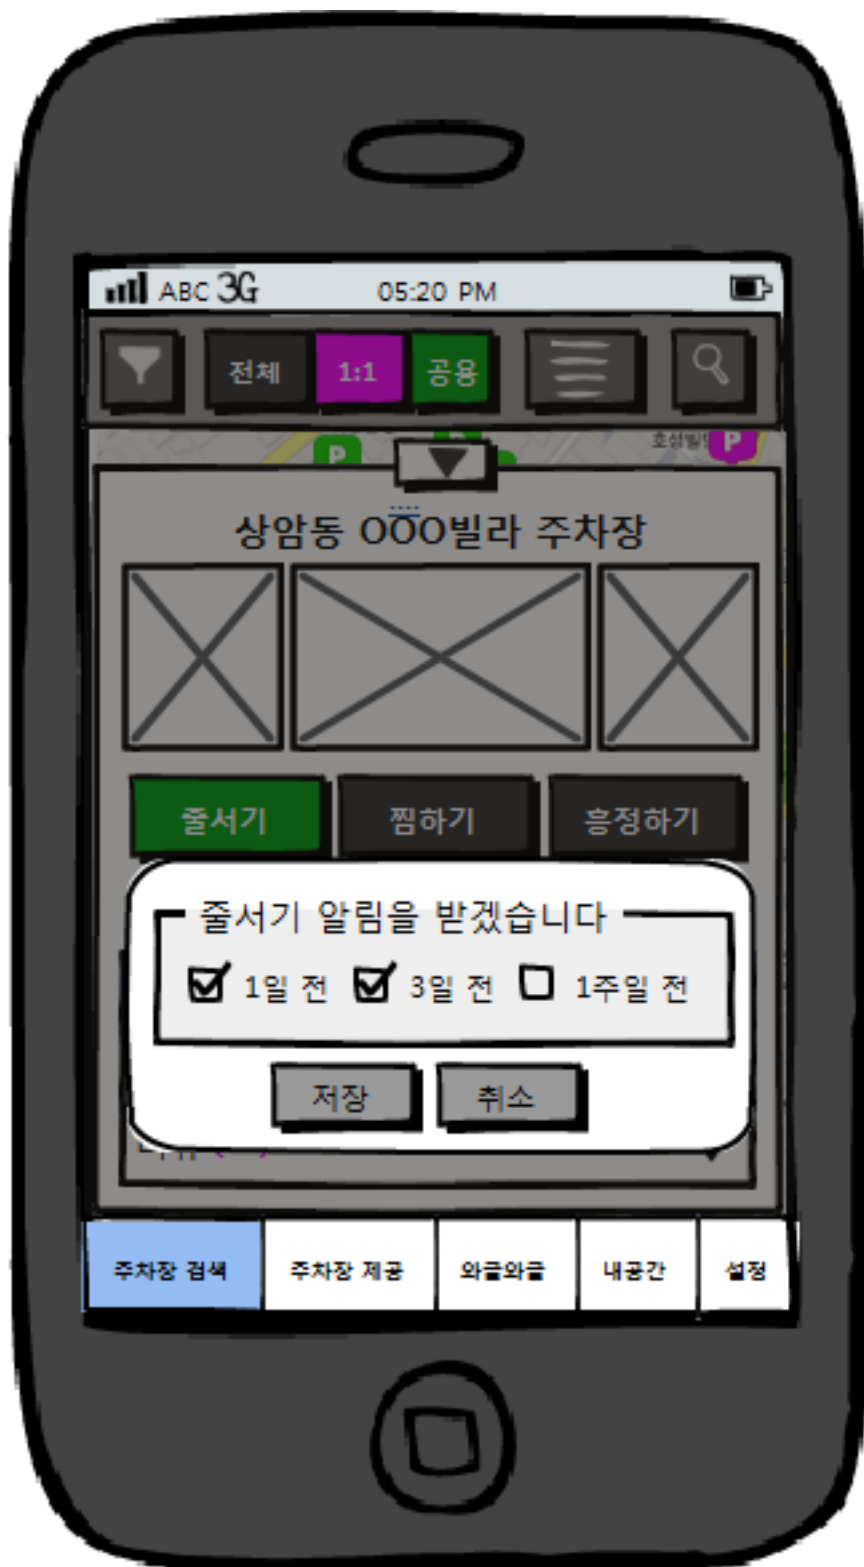 ABC 3G 05:20 PM
전체 1:1 공용
P P 호성빌 P
상암동 OOO빌라 주차장
줄서기 찜하기 흥정하기
줄서기 알림을 받겠습니다
1일 전 3일 전 1주일 전
저장 취소
주차장 검색 주차장 제공 와글와글 내공간 설정